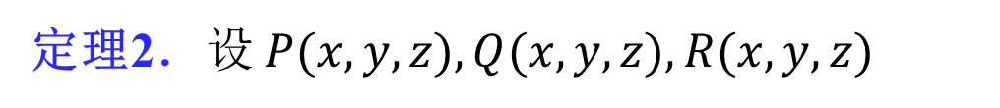 定理2. 设 P(x, y, z), Q(x, y, z), R(x, y, z)